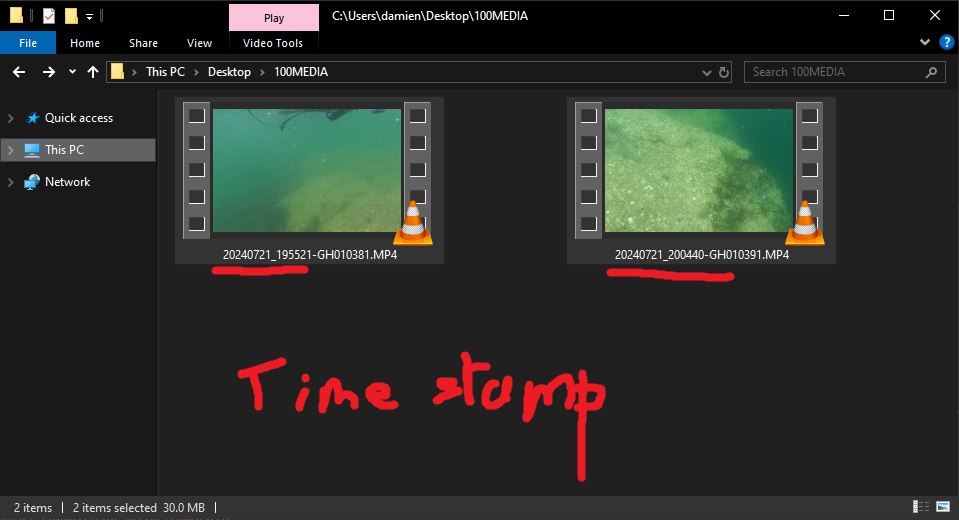 Play
C:\Users\damien\Desktop\100MEDIA
File
Home
Share
View
Video Tools
This PC
Desktop
100MEDIA
Search 100MEDIA
Quick access
This PC
Network
20240721_195521-GH010381.MP4
20240721_200440-GH010391.MP4
Time stamp
2 items
2 items selected 30.0 MB